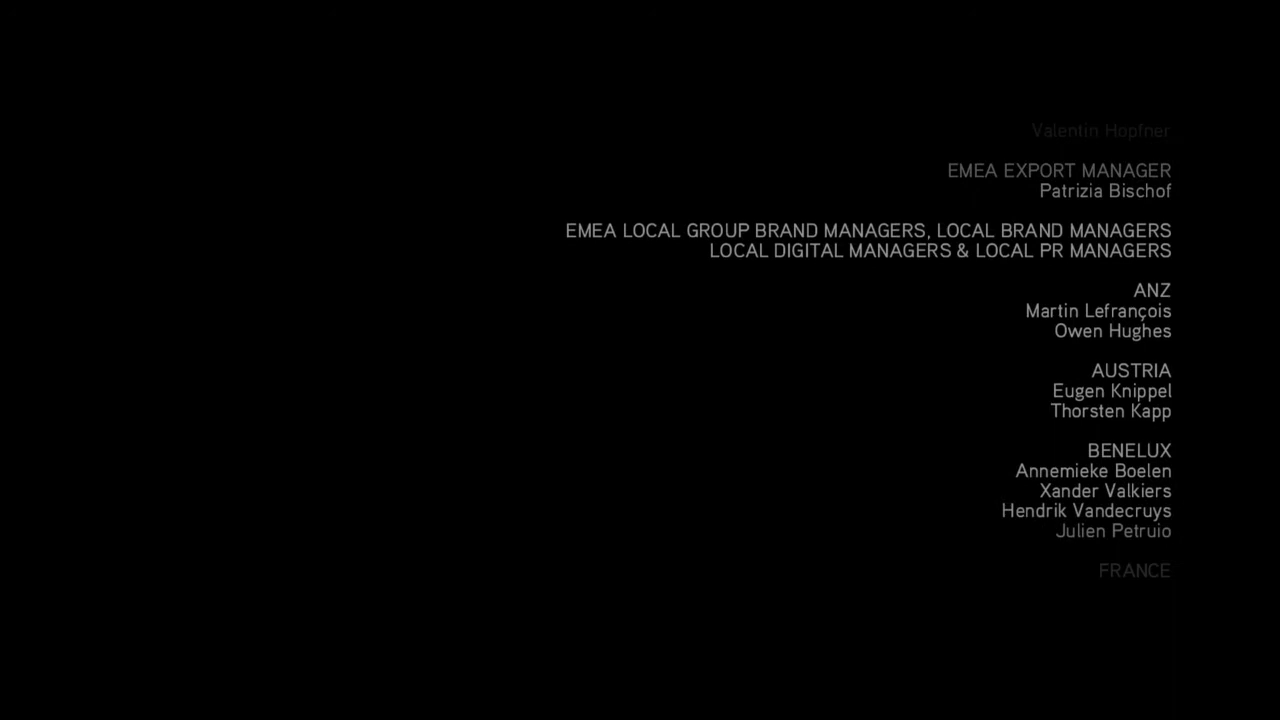 Valentin Hopfner
EMEA EXPORT MANAGER
Patrizia Bischof
EMEA LOCAL GROUP BRAND MANAGERS, LOCAL BRAND MANAGERS
LOCAL DIGITAL MANAGERS & LOCAL PR MANAGERS
ANZ
Martin Lefrançois
Owen Hughes
AUSTRIA
Eugen Knippel
Thorsten Kapp
BENELUX
Annemieke Boelen
Xander Valkiers
Hendrik Vandecruys
Julien Petruio
FRANCE